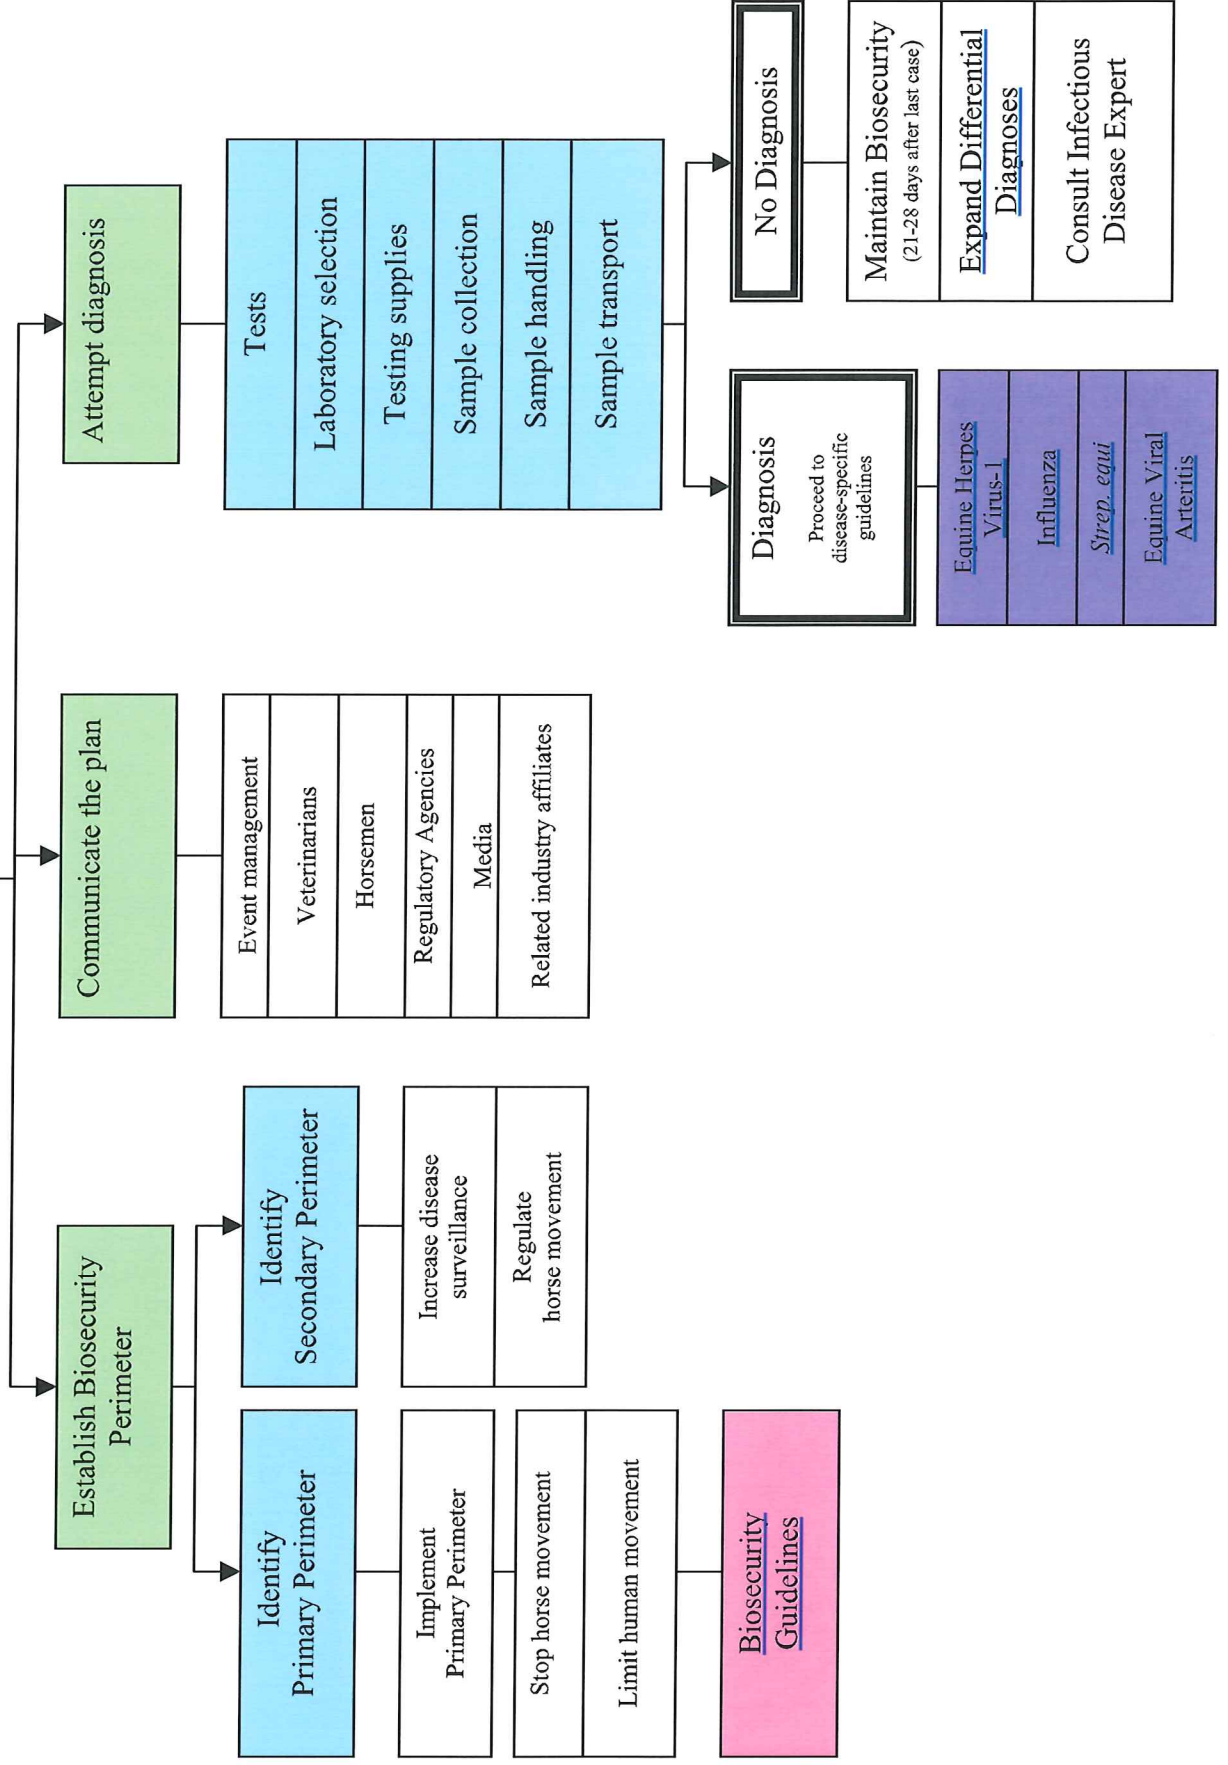 Establish Biosecurity
Perimeter
Identify
Primary Perimeter
Implement
Primary Perimeter
Stop horse movement
Limit human movement
Biosecurity
Guidelines
Identify
Secondary Perimeter
Increase disease
surveillance
Regulate
horse movement
Communicate the plan
Event management
Veterinarians
Horsemen
Regulatory Agencies
Media
Related industry affiliates
Attempt diagnosis
Tests
Laboratory selection
Testing supplies
Sample collection
Sample handling
Sample transport
Diagnosis
Proceed to
disease-specific
guidelines
Equine Herpes
Virus-1
Influenza
Strep. equi
Equine Viral
Arteritis
No Diagnosis
Maintain Biosecurity
(21-28 days after last case)
Expand Differential
Diagnoses
Consult Infectious
Disease Expert